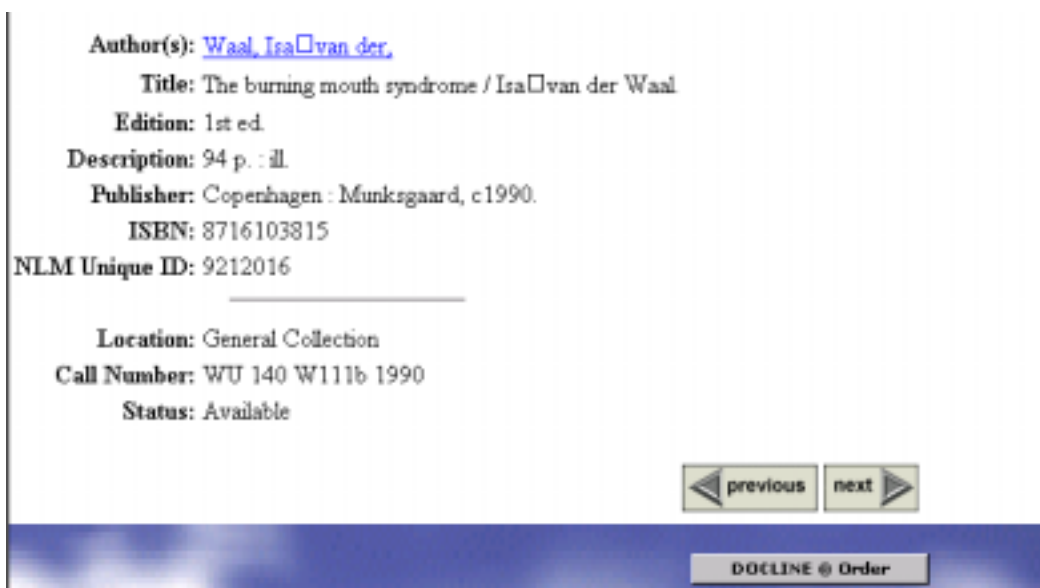 Author(s): Waal, Isa□van der,
Title: The burning mouth syndrome / Isa□van der Waal.
Edition: 1st ed.
Description: 94 p. : ill.
Publisher: Copenhagen : Munksgaard, c1990.
ISBN: 8716103815
NLM Unique ID: 9212016
Location: General Collection
Call Number: WU 140 W111b 1990
Status: Available
previous next
DOCLINE @ Order